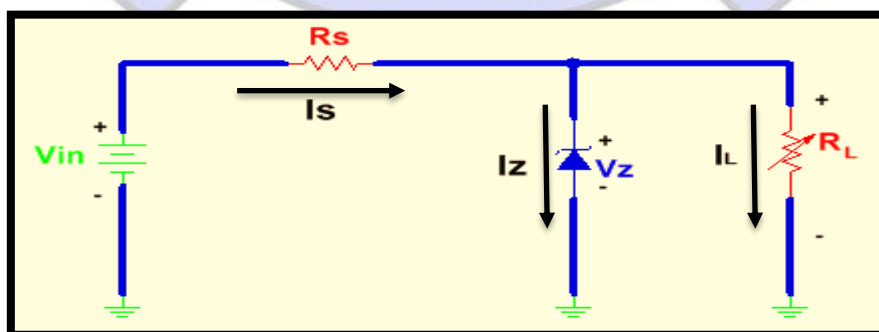 Rs
Is
+
Vin
-
Iz
+
Vz
-
IL
+
RL
-